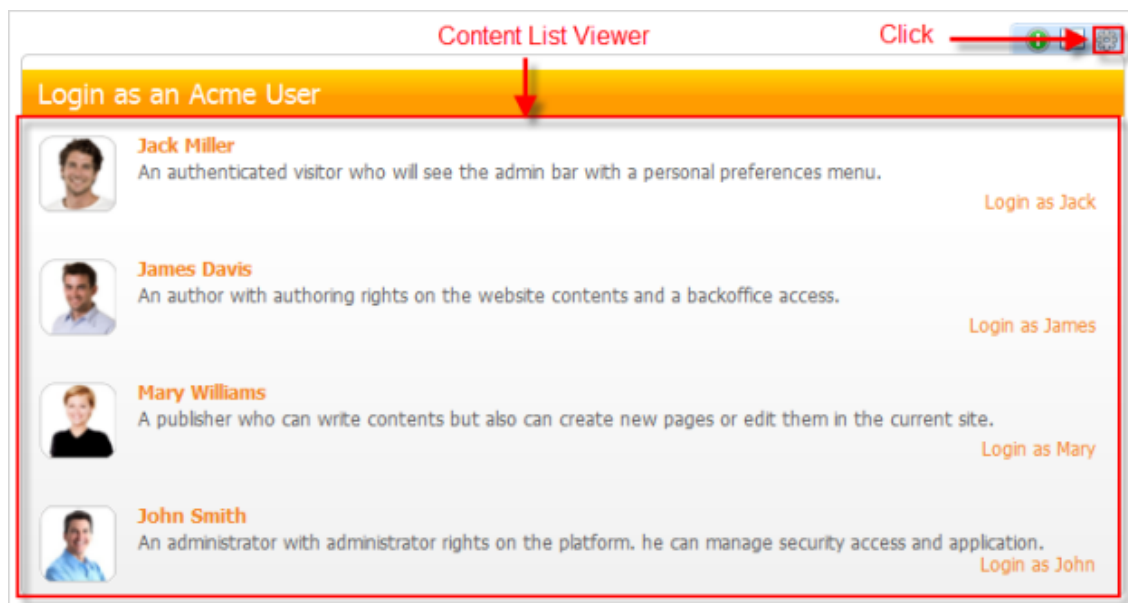 Content List Viewer
Click
Login as an Acme User
Jack Miller
An authenticated visitor who will see the admin bar with a personal preferences menu.
Login as Jack
James Davis
An author with authoring rights on the website contents and a backoffice access.
Login as James
Mary Williams
A publisher who can write contents but also can create new pages or edit them in the current site.
Login as Mary
John Smith
An administrator with administrator rights on the platform. he can manage security access and application.
Login as John